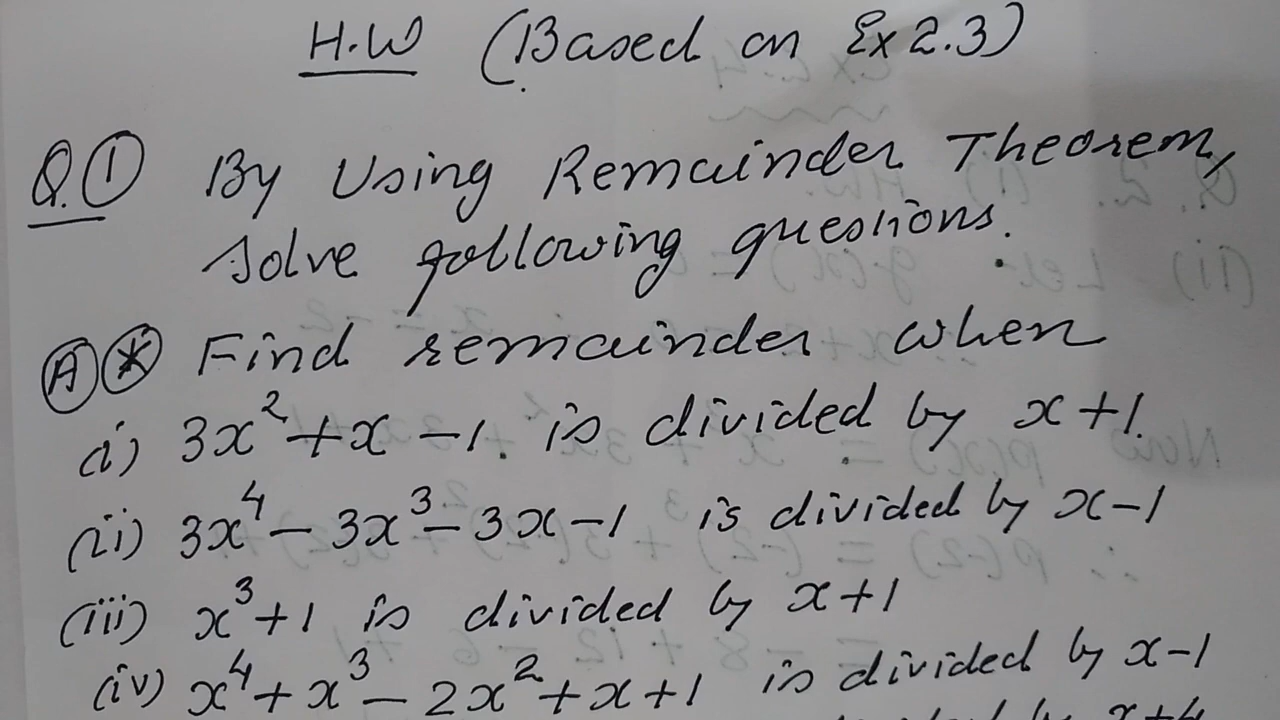 H.W (Based on Ex 2.3)
Q.① By Using Remainder Theorem,
Solve following questions.
Ⓐ ⊛ Find remainder when
(i) 3x² + x - 1. is divided by x + 1.
(ii) 3x⁴ - 3x³ - 3x - 1 is divided by x - 1
(iii) x³ + 1 is divided by x + 1
(iv) x⁴ + x³ - 2x² + x + 1 is divided by x - 1